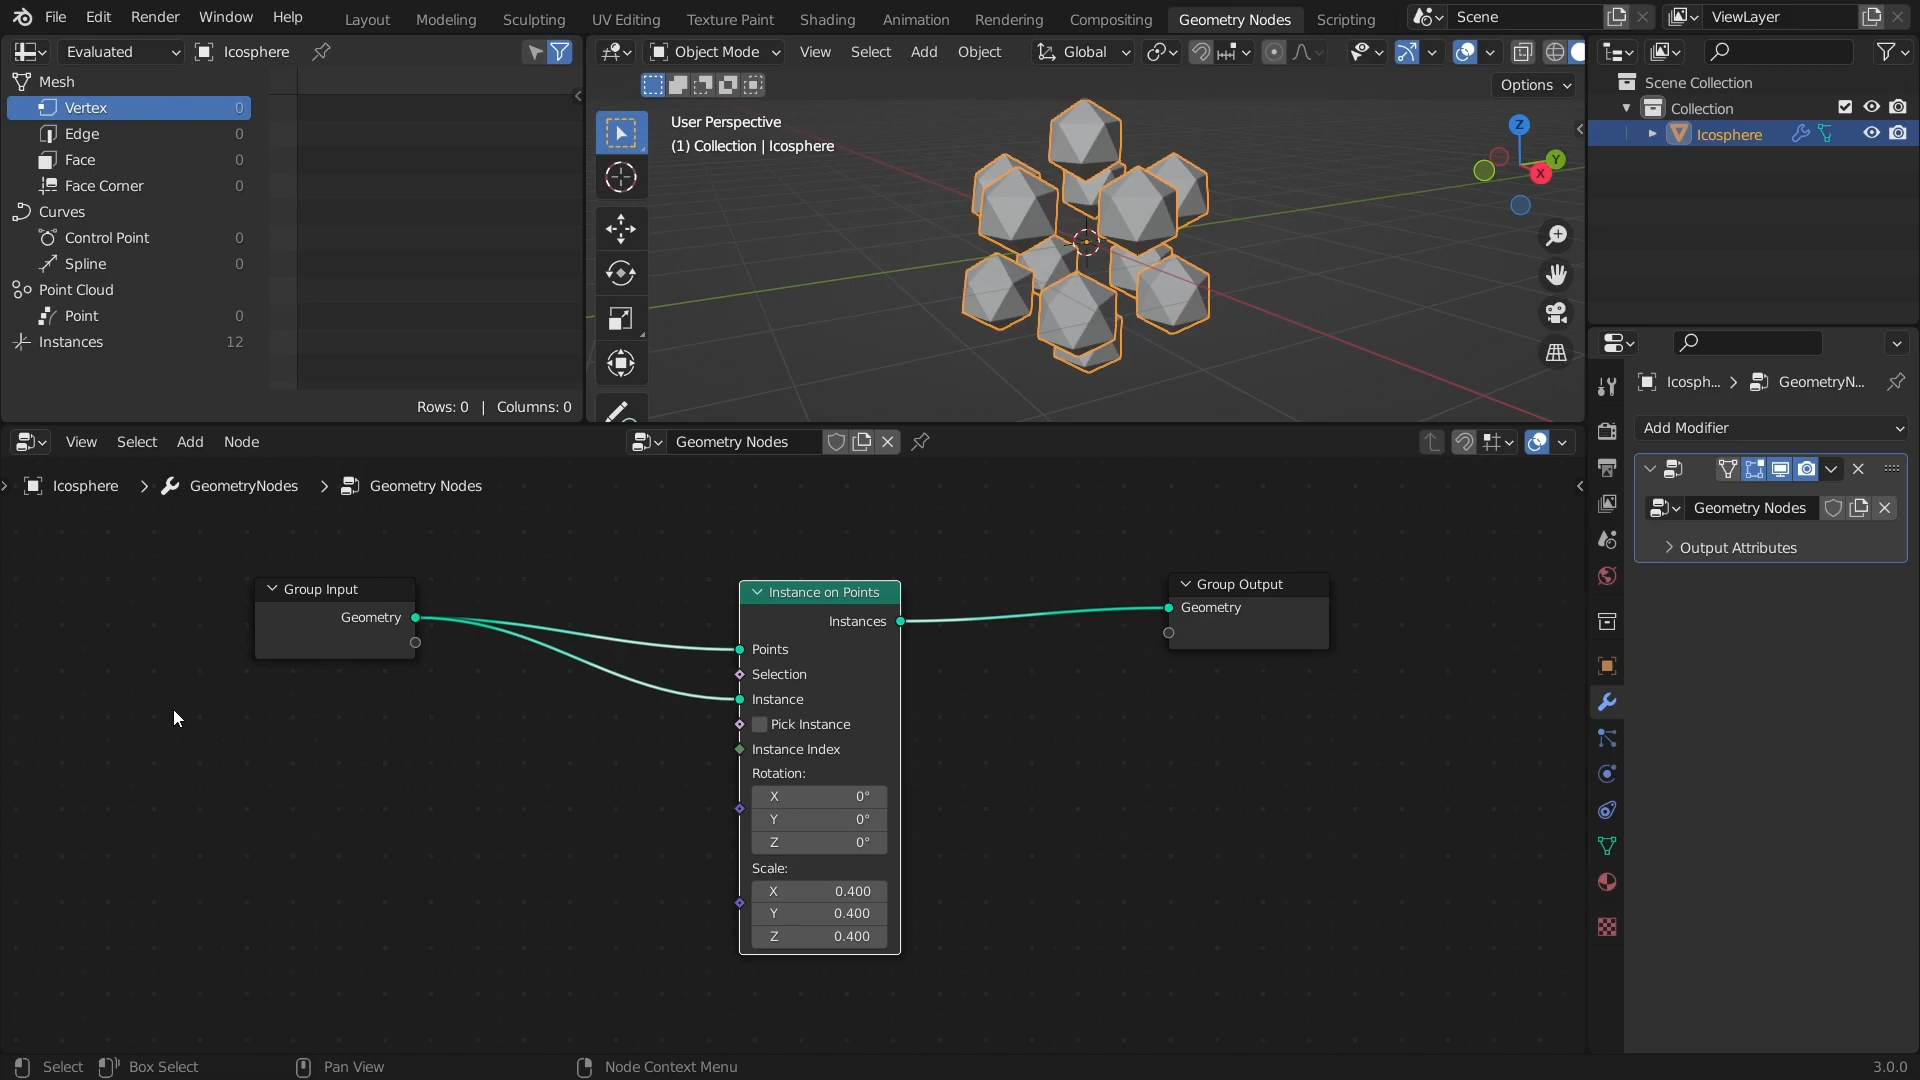 File Edit Render Window Help
Layout Modeling Sculpting UV Editing Texture Paint Shading Animation Rendering Compositing Geometry Nodes Scripting
Scene
ViewLayer
Evaluated
Icosphere
Mesh
Vertex 0
Edge 0
Face 0
Face Corner 0
Curves
Control Point 0
Spline 0
Point Cloud
Point 0
Instances 12
Rows: 0 | Columns: 0
Object Mode View Select Add Object Global
Options
User Perspective
(1) Collection | Icosphere
Z
Y
X
Scene Collection
Collection
Icosphere
Icosph... GeometryN...
Add Modifier
Geometry Nodes
Output Attributes
View Select Add Node
Geometry Nodes
Icosphere GeometryNodes Geometry Nodes
Group Input
Geometry
Instance on Points
Instances
Points
Selection
Instance
Pick Instance
Instance Index
Rotation:
X 0°
Y 0°
Z 0°
Scale:
X 0.400
Y 0.400
Z 0.400
Group Output
Geometry
Select Box Select Pan View Node Context Menu
3.0.0